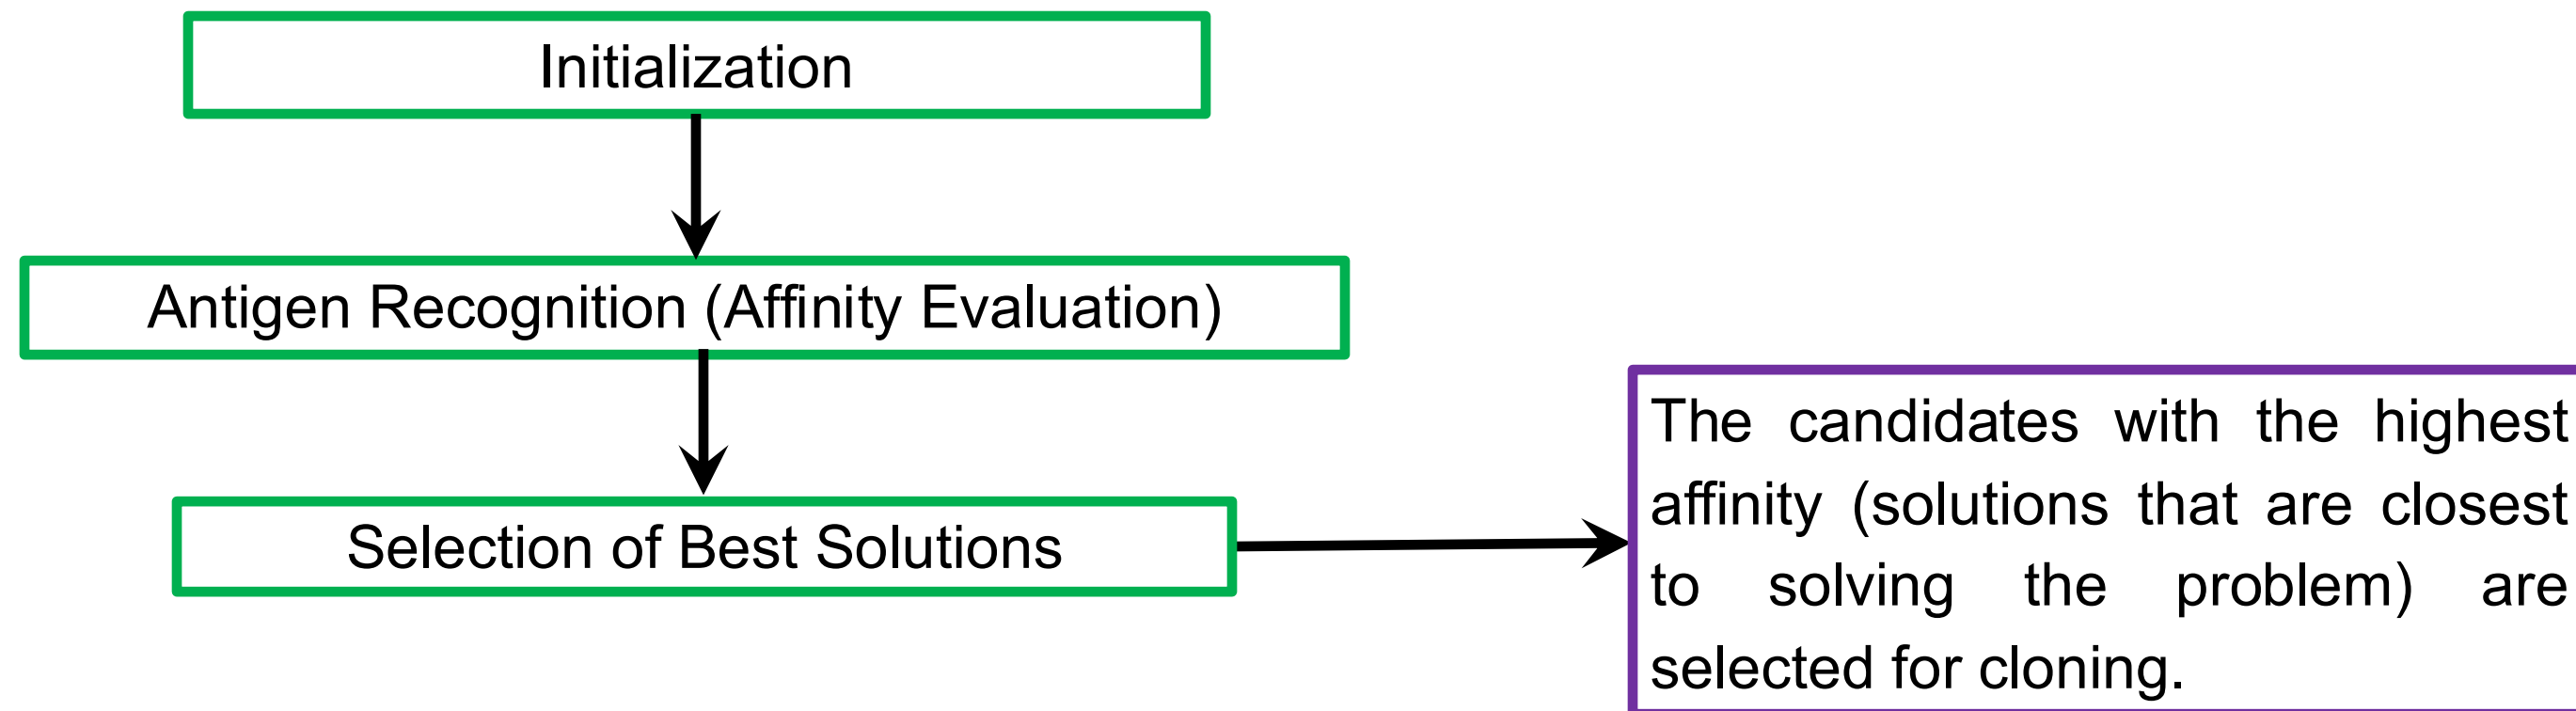 Initialization
Antigen Recognition (Affinity Evaluation)
Selection of Best Solutions
The candidates with the highest
affinity (solutions that are closest
to solving the problem) are
selected for cloning.